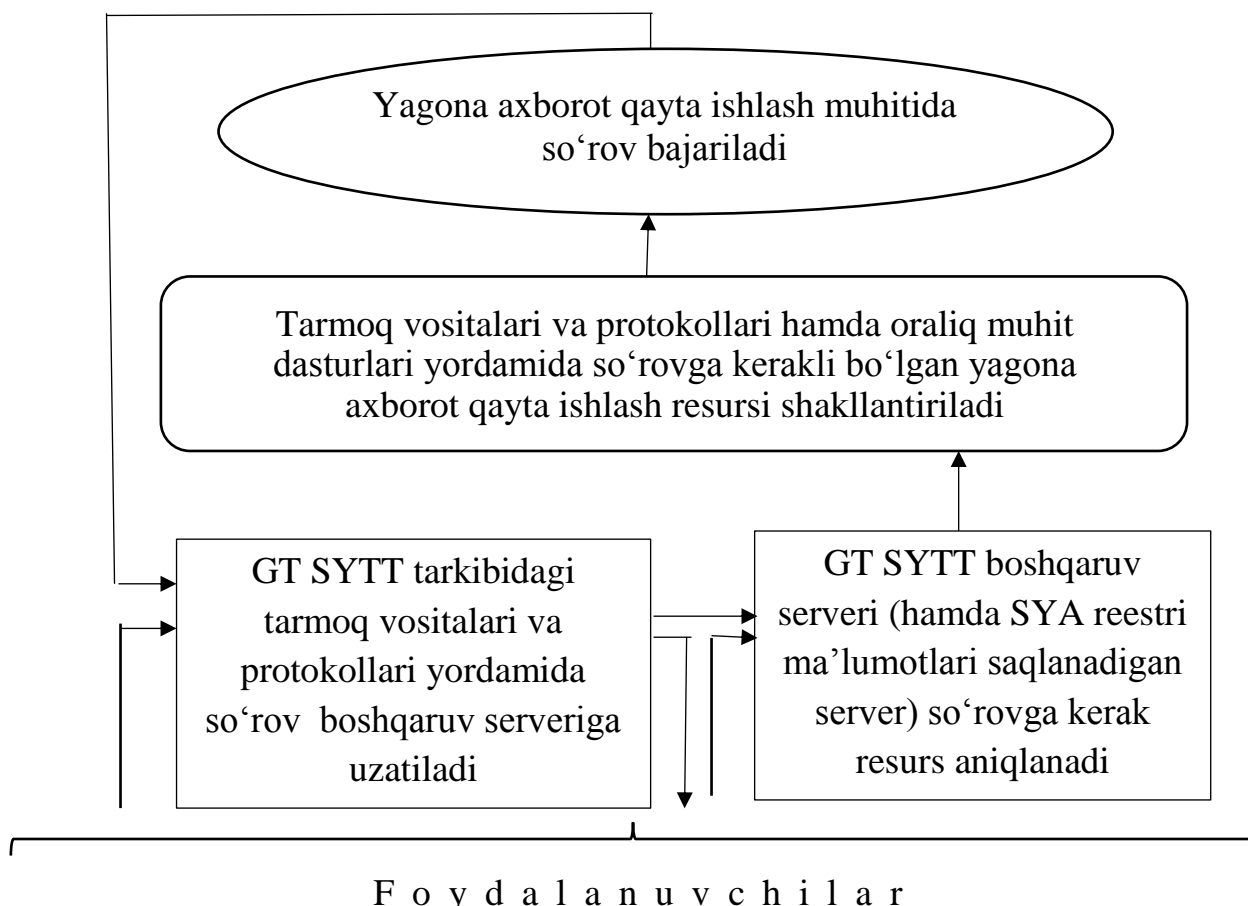 Yagona axborot qayta ishlash muhitida
so‘rov bajariladi
Tarmoq vositalari va protokollari hamda oraliq muhit
dasturlari yordamida so‘rovga kerakli bo‘lgan yagona
axborot qayta ishlash resursi shakllantiriladi
GT SYTT tarkibidagi
tarmoq vositalari va
protokollari yordamida
so‘rov boshqaruv serveriga
uzatiladi
GT SYTT boshqaruv
serveri (hamda SYA reestri
ma’lumotlari saqlanadigan
server) so‘rovga kerak
resurs aniqlanadi
F o y d a l a n u v c h i l a r